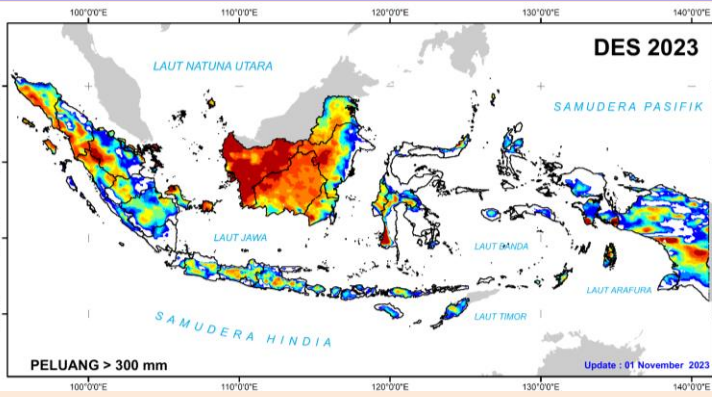 100°0'0"E 110°0'0"E 120°0'0"E 130°0'0"E 140°0'0"E
DES 2023
LAUT NATUNA UTARA
SAMUDERA PASIFIK
LAUT JAWA
LAUT BANDA
LAUT ARAFURA
SAMUDERA HINDIA
LAUT TIMOR
PELUANG > 300 mm
Update : 01 November 2023
100°0'0"E 110°0'0"E 120°0'0"E 130°0'0"E 140°0'0"E